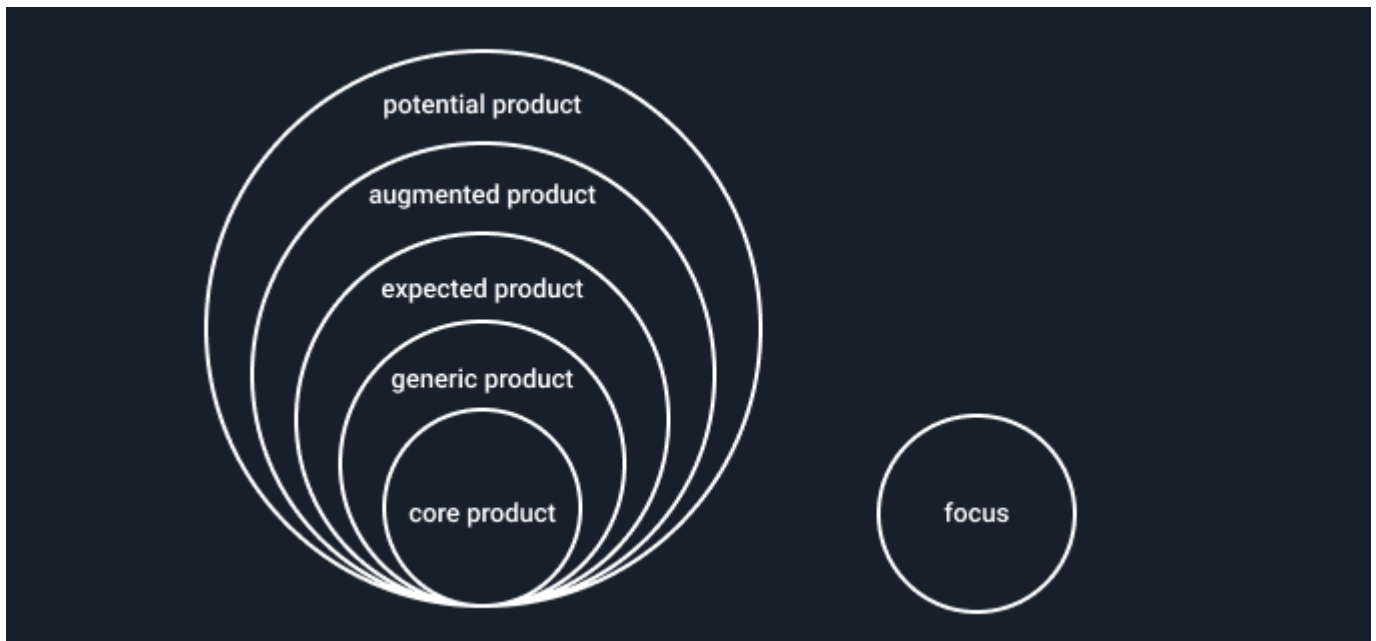 potential product
augmented product
expected product
generic product
core product
focus